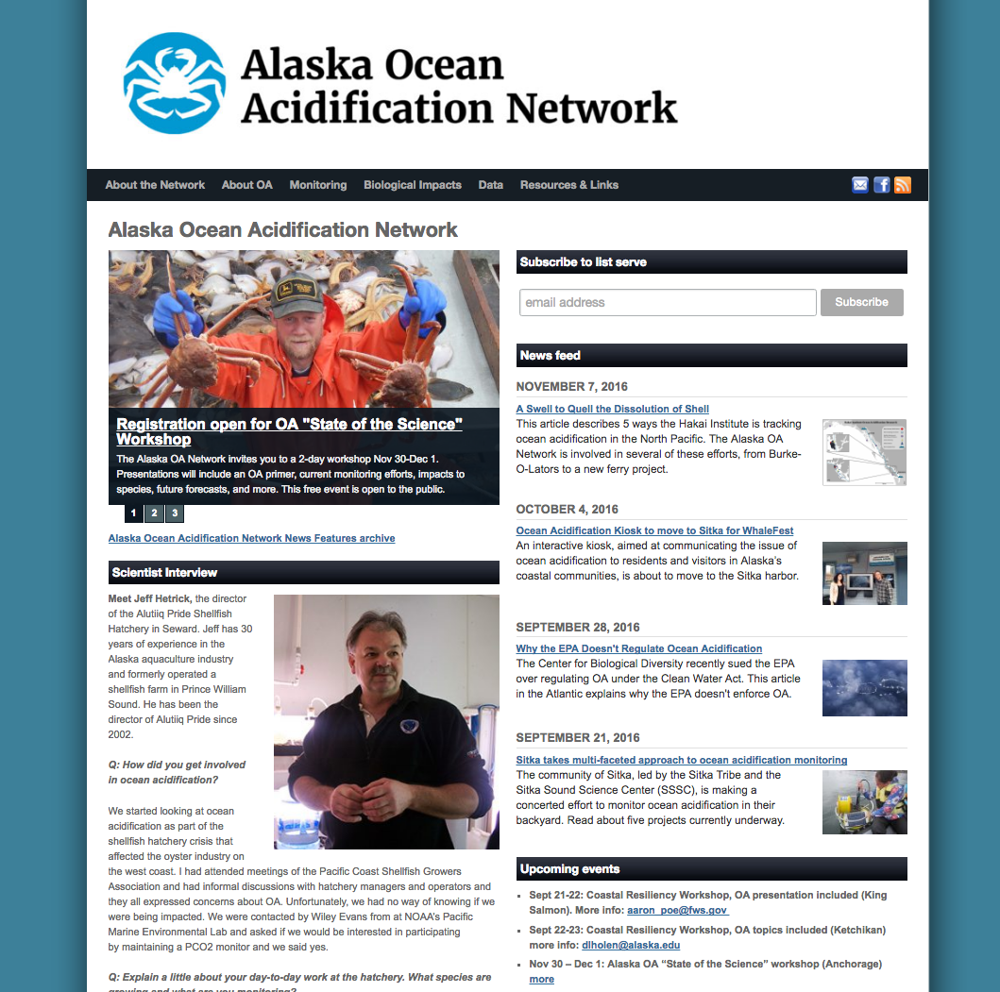 Alaska Ocean
Acidification Network
About the Network About OA Monitoring Biological Impacts Data Resources & Links
Alaska Ocean Acidification Network
Registration open for OA "State of the Science"
Workshop
The Alaska OA Network invites you to a 2-day workshop Nov 30-Dec 1.
Presentations will include an OA primer, current monitoring efforts, impacts to
species, future forecasts, and more. This free event is open to the public.
1 2 3
Alaska Ocean Acidification Network News Features archive
Scientist Interview
Meet Jeff Hetrick, the director
of the Alutiiq Pride Shellfish
Hatchery in Seward. Jeff has 30
years of experience in the
Alaska aquaculture industry
and formerly operated a
shellfish farm in Prince William
Sound. He has been the
director of Alutiiq Pride since
2002.
Q: How did you get involved
in ocean acidification?
We started looking at ocean
acidification as part of the
shellfish hatchery crisis that
affected the oyster industry on
the west coast. I had attended meetings of the Pacific Coast Shellfish Growers
Association and had informal discussions with hatchery managers and operators and
they all expressed concerns about OA. Unfortunately, we had no way of knowing if we
were being impacted. We were contacted by Wiley Evans from at NOAA's Pacific
Marine Environmental Lab and asked if we would be interested in participating
by maintaining a PCO2 monitor and we said yes.
Q: Explain a little about your day-to-day work at the hatchery. What species are
growing and what are you monitoring?
Subscribe to list serve
email address Subscribe
News feed
NOVEMBER 7, 2016
A Swell to Quell the Dissolution of Shell
This article describes 5 ways the Hakai Institute is tracking
ocean acidification in the North Pacific. The Alaska OA
Network is involved in several of these efforts, from Burke-
O-Lators to a new ferry project.
OCTOBER 4, 2016
Ocean Acidification Kiosk to move to Sitka for WhaleFest
An interactive kiosk, aimed at communicating the issue of
ocean acidification to residents and visitors in Alaska's
coastal communities, is about to move to the Sitka harbor.
SEPTEMBER 28, 2016
Why the EPA Doesn't Regulate Ocean Acidification
The Center for Biological Diversity recently sued the EPA
over regulating OA under the Clean Water Act. This article
in the Atlantic explains why the EPA doesn't enforce OA.
SEPTEMBER 21, 2016
Sitka takes multi-faceted approach to ocean acidification monitoring
The community of Sitka, led by the Sitka Tribe and the
Sitka Sound Science Center (SSSC), is making a
concerted effort to monitor ocean acidification in their
backyard. Read about five projects currently underway.
Upcoming events
Sept 21-22: Coastal Resiliency Workshop, OA presentation included (King
Salmon). More info: aaron_poe@fws.gov
Sept 22-23: Coastal Resiliency Workshop, OA topics included (Ketchikan)
more info: dlholen@alaska.edu
Nov 30 – Dec 1: Alaska OA “State of the Science” workshop (Anchorage)
more